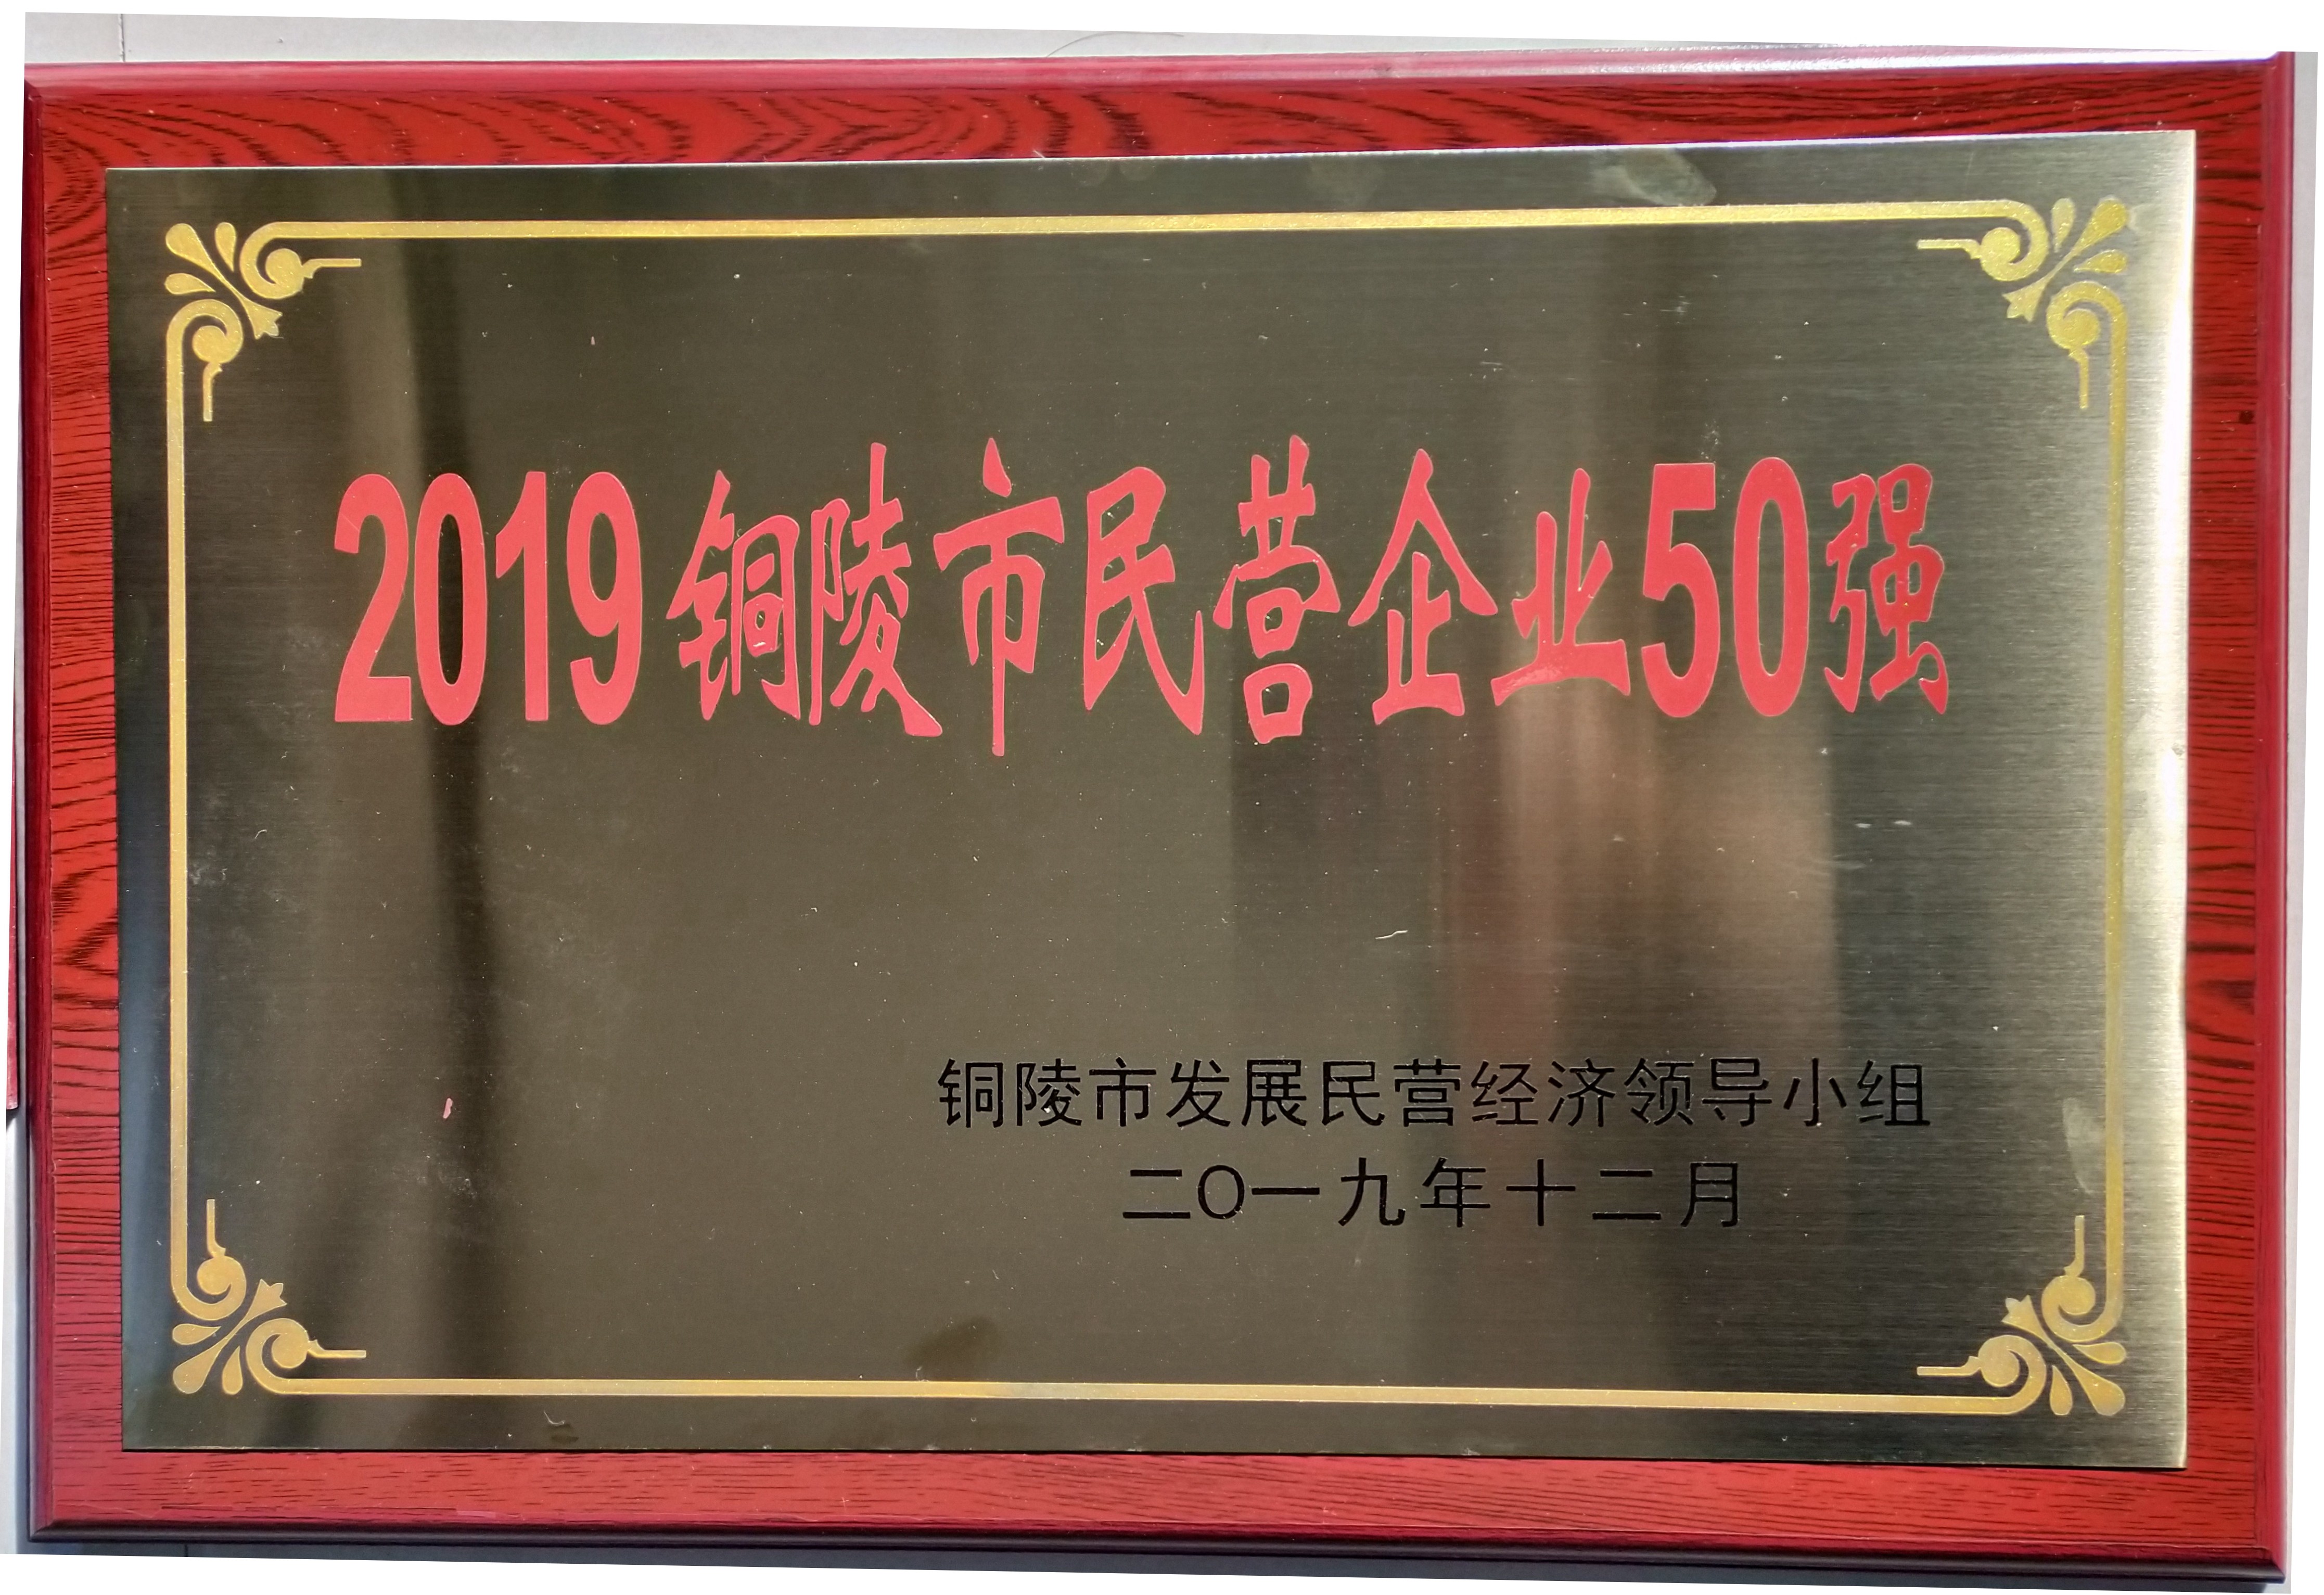 2019铜陵市民营企业50强
铜陵市发展民营经济领导小组
二〇一九年十二月